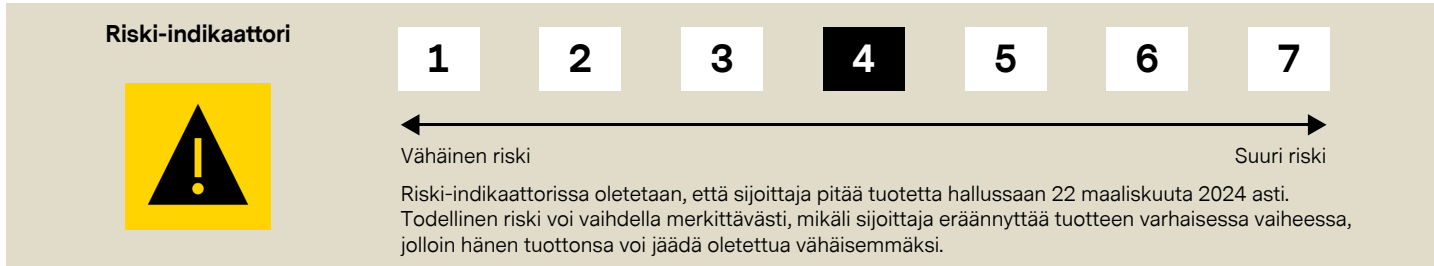 Riski-indikaattori
1 2 3 4 5 6 7
Vähäinen riski Suuri riski
Riski-indikaattorissa oletetaan, että sijoittaja pitää tuotetta hallussaan 22 maaliskuuta 2024 asti.
Todellinen riski voi vaihdella merkittävästi, mikäli sijoittaja eräännyttää tuotteen varhaisessa vaiheessa,
jolloin hänen tuottonsa voi jäädä oletettua vähäisemmäksi.